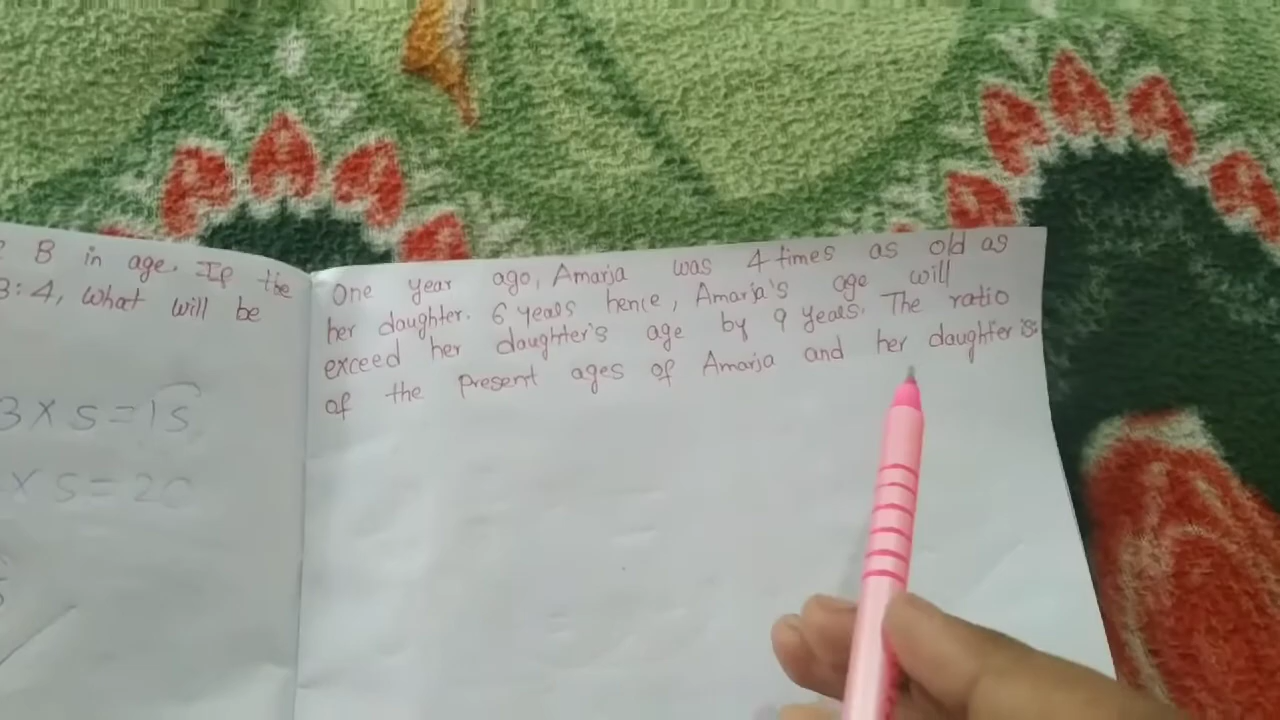 B in age. If the
3:4, what will be
3 X 5 = 15
X 5 = 20
One year ago, Amarja was 4 times as old as
her daughter. 6 years hence, Amarja's age will
exceed her daughter's age by 9 years. The ratio
of the present ages of Amarja and her daughter is: